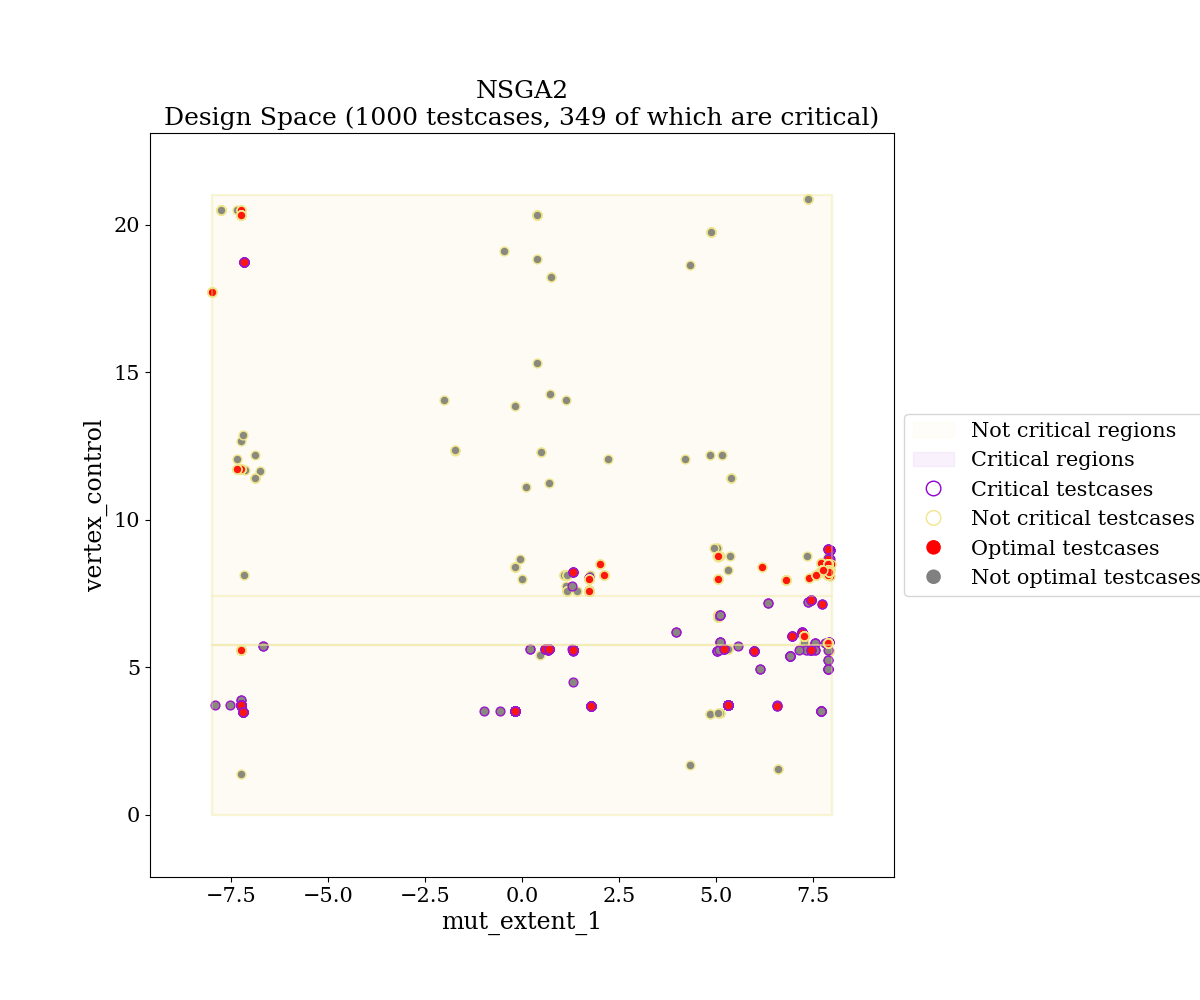 NSGA2
Design Space (1000 testcases, 349 of which are critical)
vertex_control
20
15
10
5
0
−7.5
−5.0
−2.5
0.0
2.5
5.0
7.5
mut_extent_1
Not critical regions
Critical regions
Critical testcases
Not critical testcases
Optimal testcases
Not optimal testcases